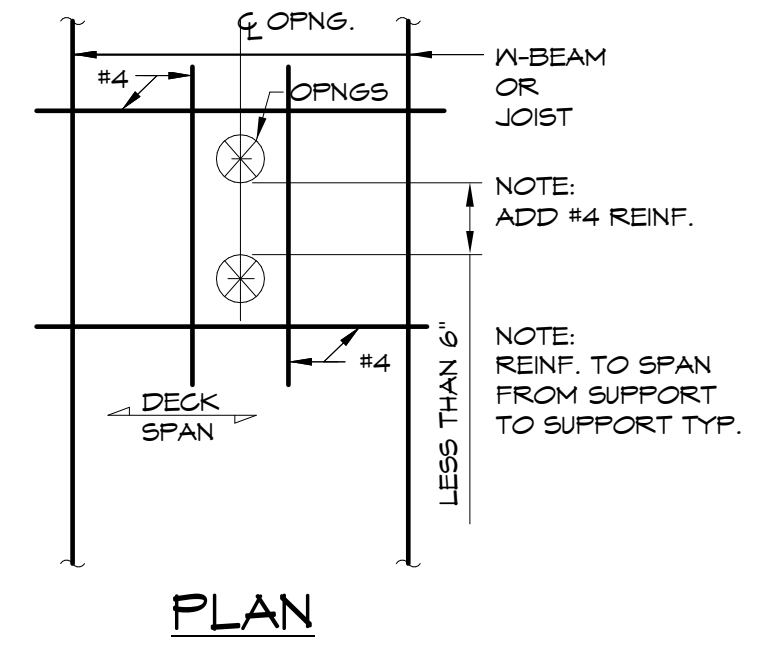 ℄ OPNG.
#4
OPNGS
W-BEAM
OR
JOIST
NOTE:
ADD #4 REINF.
LESS THAN 6"
NOTE:
REINF. TO SPAN
FROM SUPPORT
TO SUPPORT TYP.
#4
DECK
SPAN
PLAN